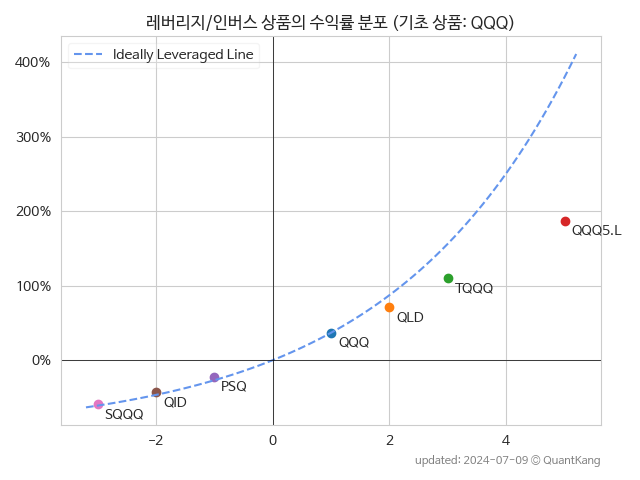 레버리지/인버스 상품의 수익률 분포 (기초 상품: QQQ)
Ideally Leveraged Line
400%
300%
200%
100%
0%
QQQ5.L
TQQQ
QLD
QQQ
PSQ
QID
SQQQ
−2
0
2
4
updated: 2024-07-09 © QuantKang